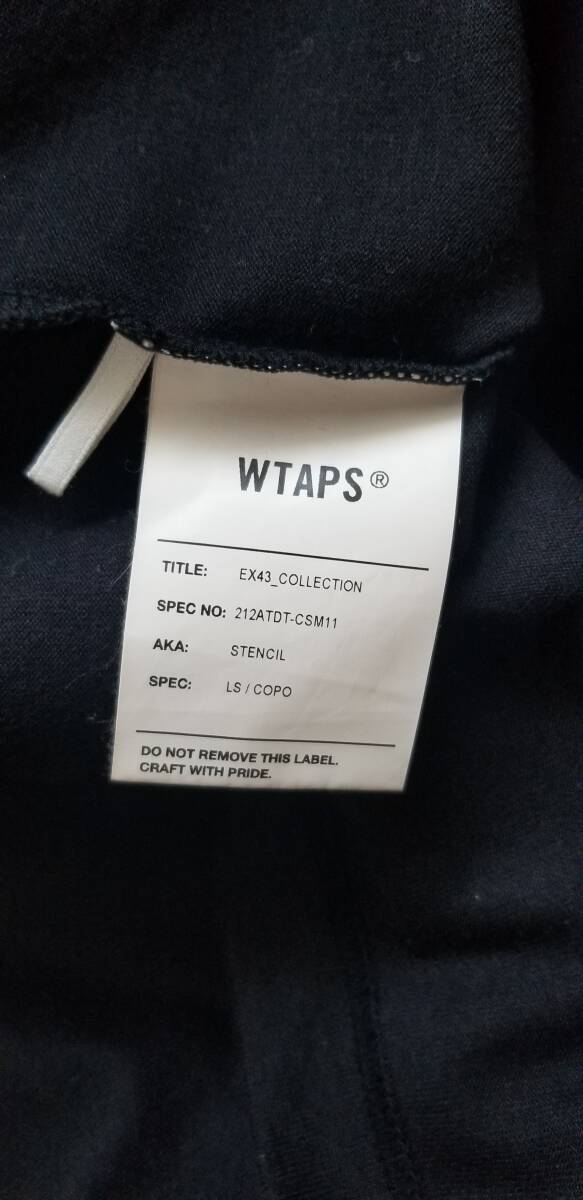 WTAPS®
TITLE: EX43_COLLECTION
SPEC NO: 212ATDT-CSM11
AKA: STENCIL
SPEC: LS / COPO
DO NOT REMOVE THIS LABEL.
CRAFT WITH PRIDE.